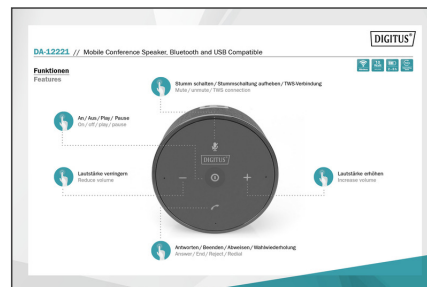 DIGITUS®
DA-12221 // Mobile Conference Speaker, Bluetooth and USB Compatible
Funktionen
Features
Stumm schalten/Stummschaltung aufheben/TWS-Verbindung
Mute/unmute/TWS connection
An/Aus/Play/ Pause
On/off/play/pause
DIGITUS
Lautstärke verringern
Reduce volume
Lautstärke erhöhen
Increase volume
Antworten/Beenden/Abweisen/Wahlwiederholung
Answer/End/Reject/Redial